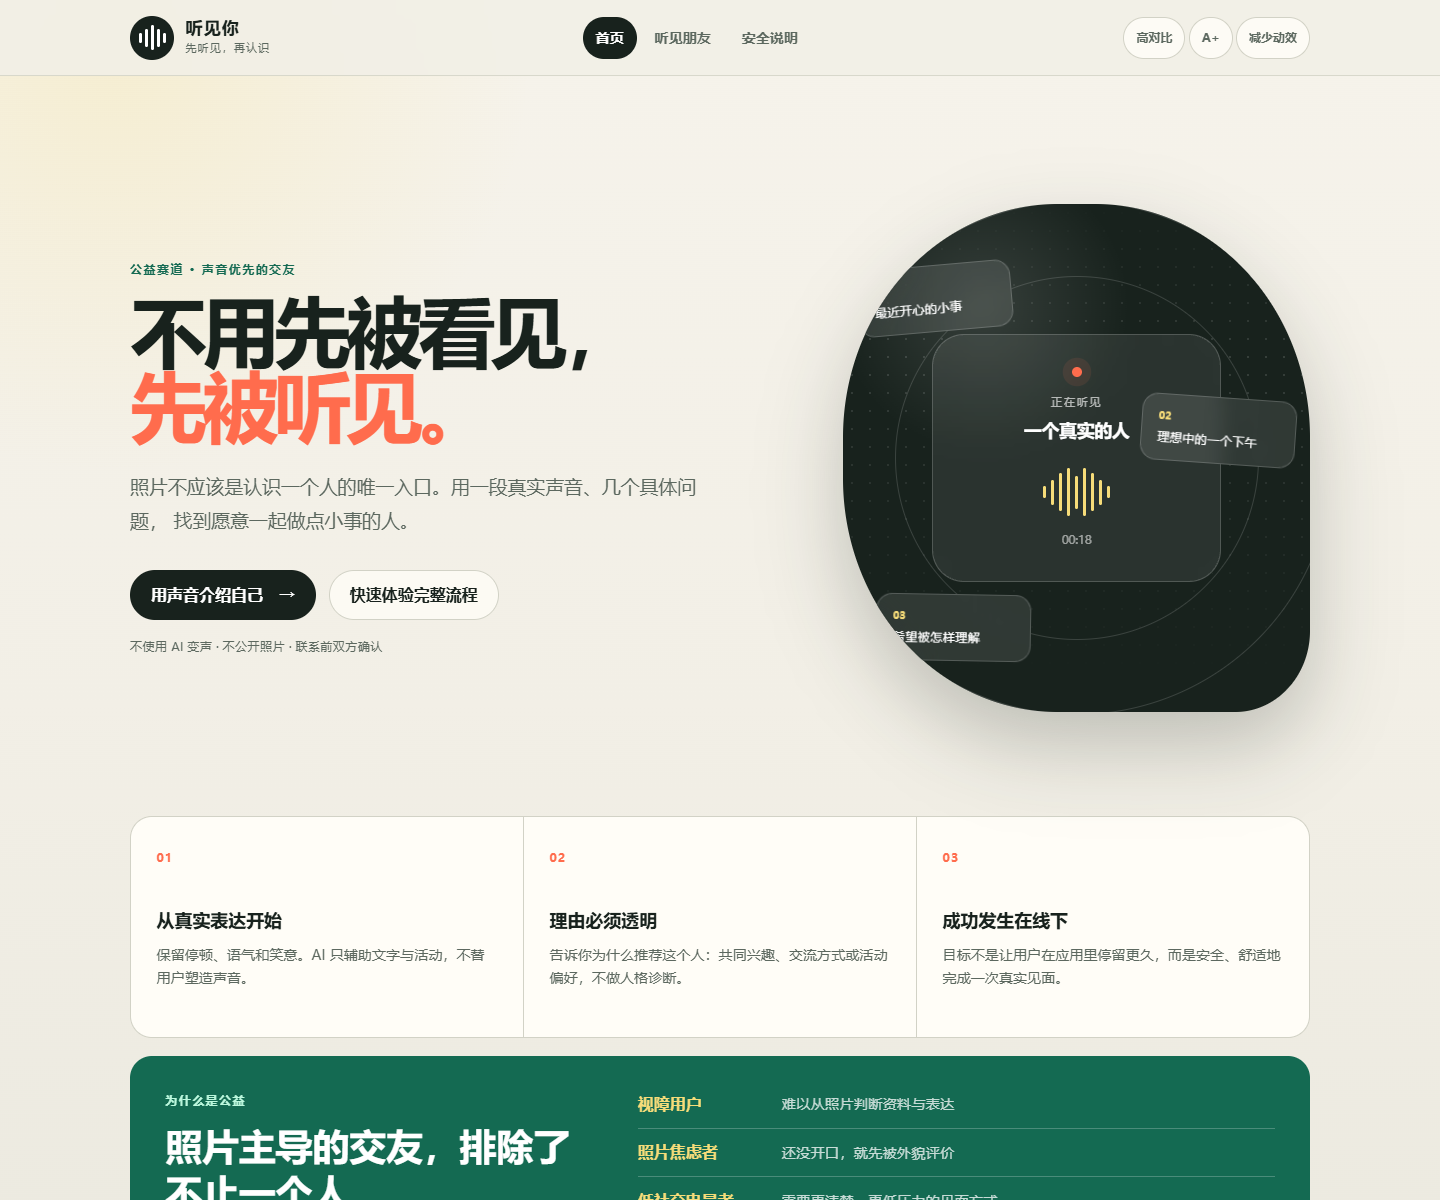 听见你
先听见，再认识
首页
听见朋友
安全说明
高对比
A+
减少动效
公益赛道 • 声音优先的交友
不用先被看见，
先被听见。
照片不应该是认识一个人的唯一入口。用一段真实声音、几个具体问
题， 找到愿意一起做点小事的人。
用声音介绍自己 →
快速体验完整流程
不使用 AI 变声 · 不公开照片 · 联系前双方确认
最近开心的小事
正在听见
一个真实的人
00:18
02
理想中的一个下午
03
希望被怎样理解
01
从真实表达开始
保留停顿、语气和笑意。AI 只辅助文字与活动，不替
用户塑造声音。
02
理由必须透明
告诉你为什么推荐这个人：共同兴趣、交流方式或活动
偏好，不做人格诊断。
03
成功发生在线下
目标不是让用户在应用里停留更久，而是安全、舒适地
完成一次真实见面。
为什么是公益
照片主导的交友，排除了
不止一个人
视障用户
难以从照片判断资料与表达
照片焦虑者
还没开口，就先被外貌评价